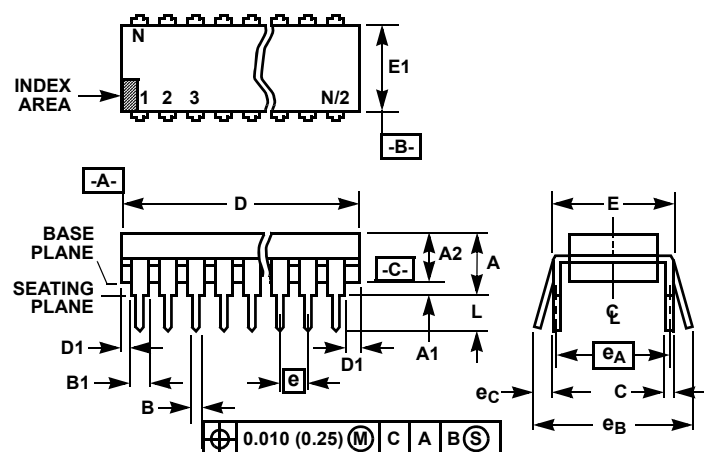 N
E1
INDEX
AREA
1 2 3 N/2
-B-
-A-
D
E
BASE
PLANE
A2
A
-C-
SEATING
PLANE
L
C
L
D1
A1
D1
eA
B1
e
eC
C
B
eB
0.010 (0.25) M C A B S